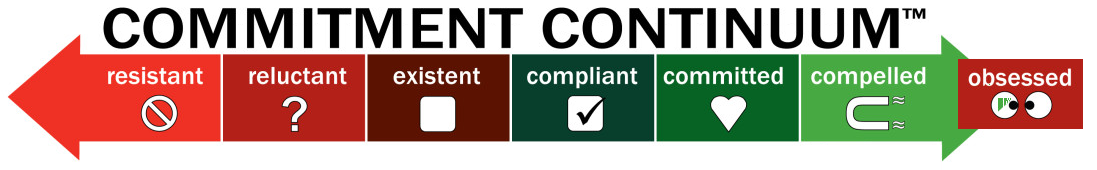 COMMITMENT CONTINUUM™
resistant reluctant existent compliant committed compelled obsessed
?